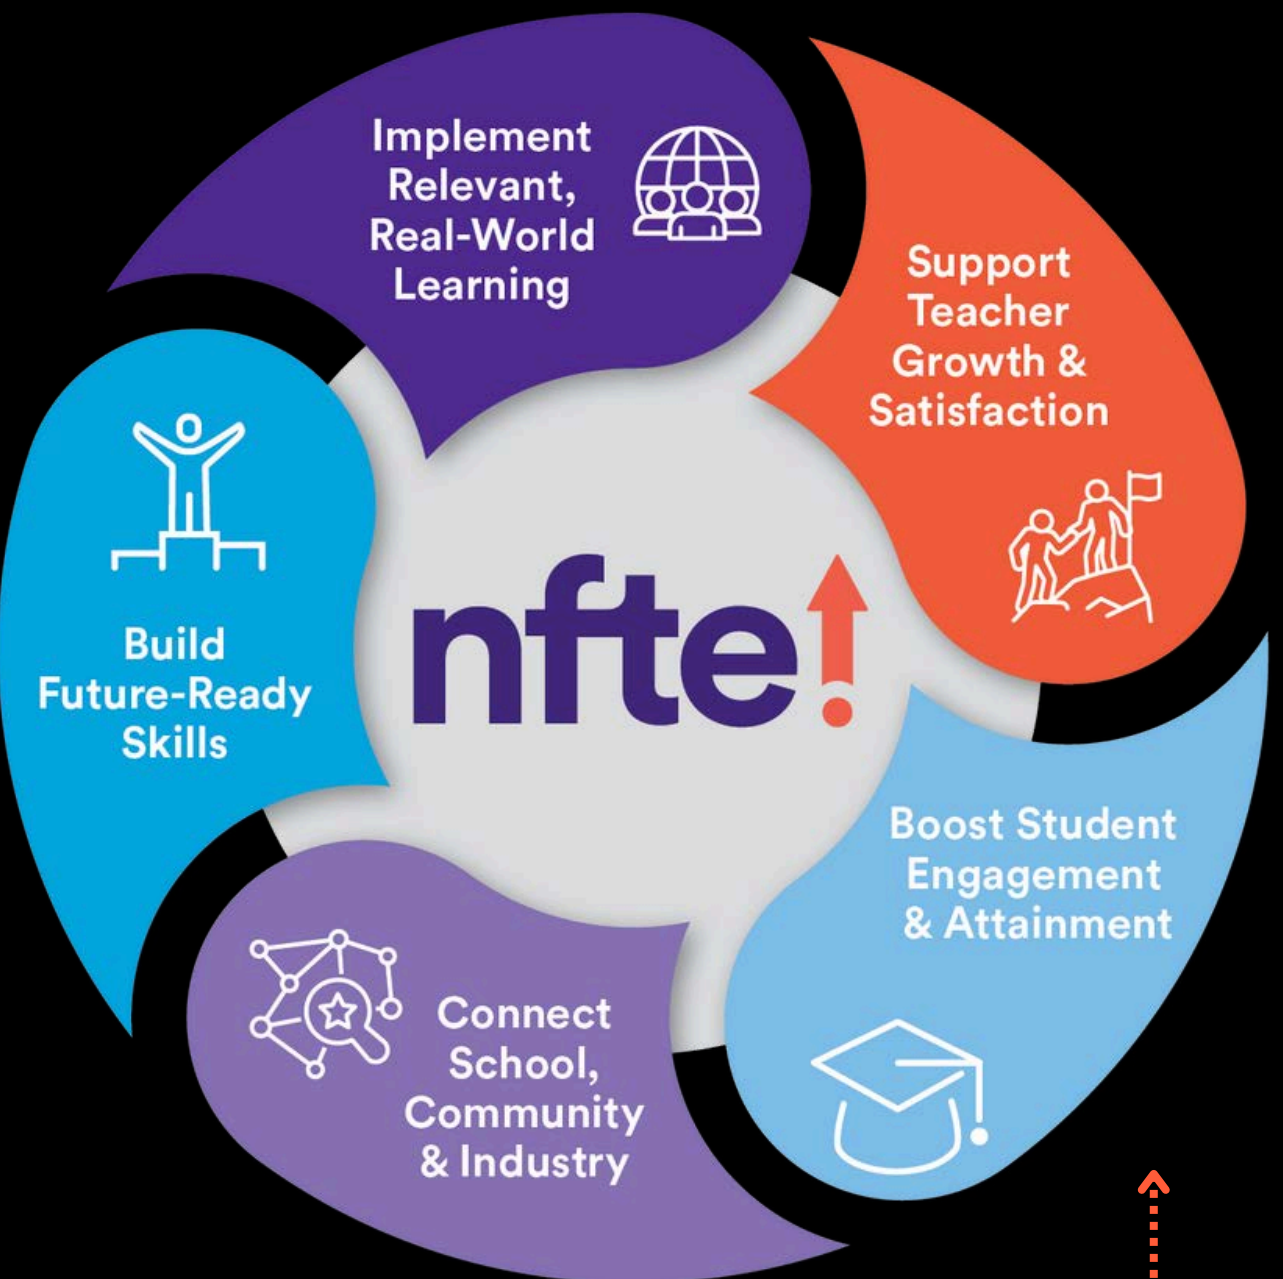 Implement
Relevant,
Real-World
Learning
Support
Teacher
Growth &
Satisfaction
Boost Student
Engagement
& Attainment
Connect
School,
Community
& Industry
Build
Future-Ready
Skills
nfte!